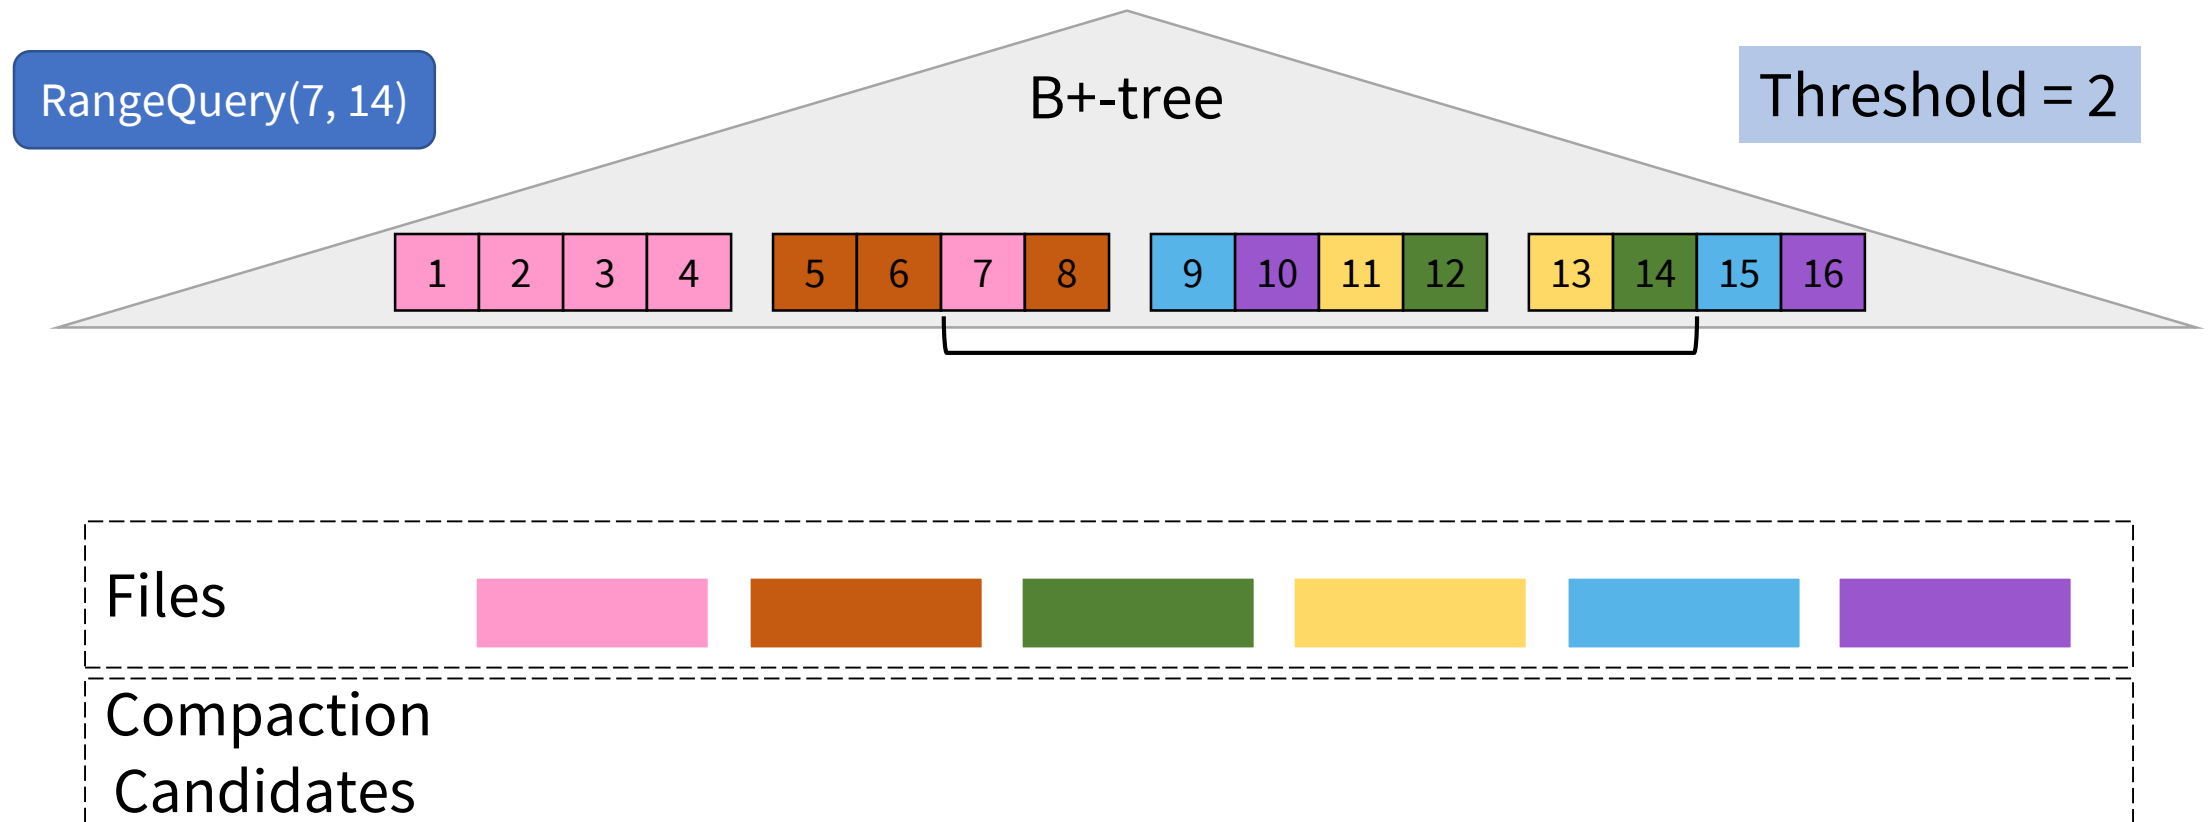 RangeQuery(7, 14)
B+-tree
Threshold = 2
1 2 3 4 5 6 7 8 9 10 11 12 13 14 15 16
Files
Compaction
Candidates